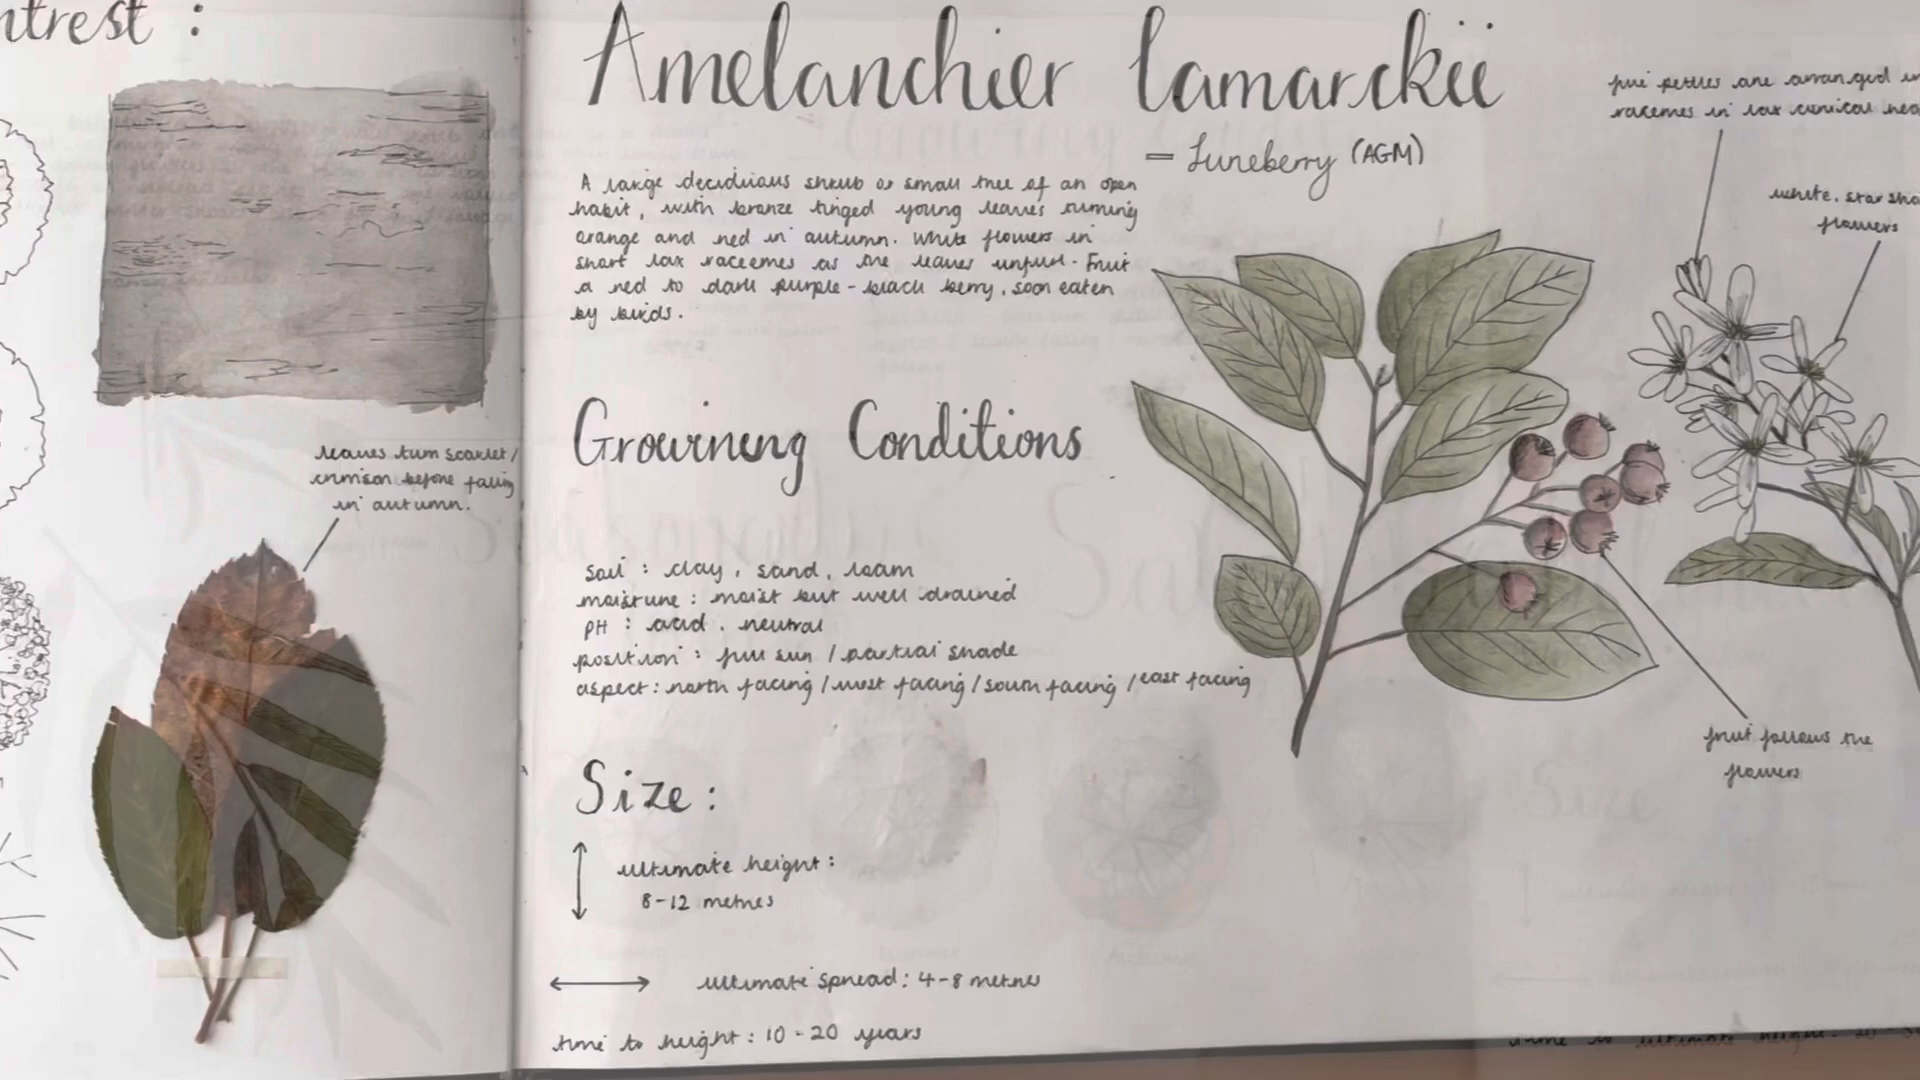 ntrest :
leaves turn scarlet/
crimson before falling
in autumn.
Amelanchier lamarckii
— Juneberry (AGM)
A large deciduous shrub or small tree of an open
habit, with bronze tinged young leaves turning
orange and red in autumn. White flowers in
short lax racemes as the leaves unfurl. Fruit
a red to dark purple-black berry, soon eaten
by birds.
Growing Conditions
soil : clay, sand, loam
moisture : moist but well drained
PH : acid, neutral
position : full sun / partial shade
aspect : north facing / west facing / south facing / east facing
Size :
ultimate height :
8-12 metres
ultimate spread : 4-8 metres
time to height : 10-20 years
petles are arranged in
racemes in lax conical
white, star sha
flowers
fruit follows the
flowers